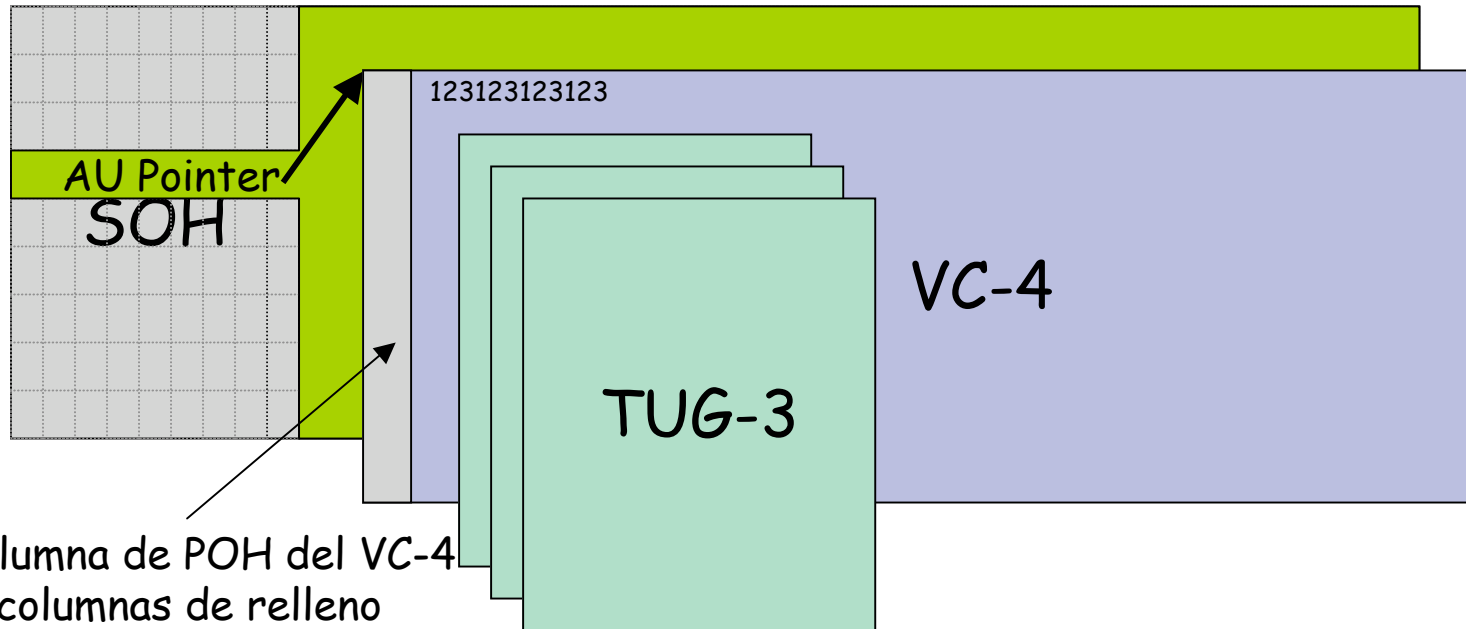 123123123123
AU Pointer
SOH
VC-4
TUG-3
lumna de POH del VC-4
columnas de relleno